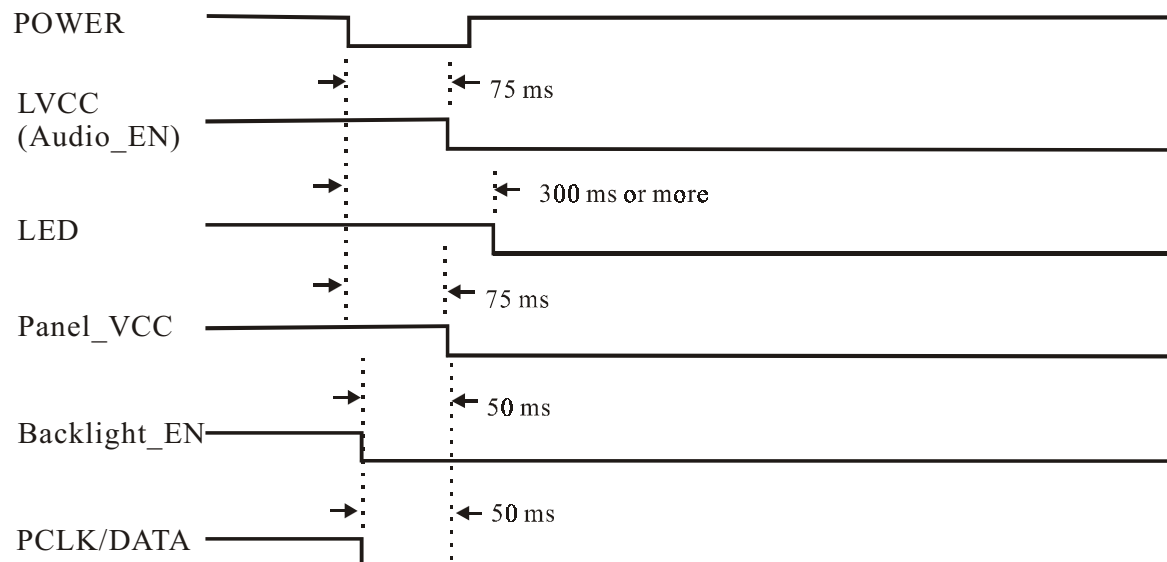 POWER
75 ms
LVCC
(Audio_EN)
300 ms or more
LED
75 ms
Panel_VCC
50 ms
Backlight_EN
50 ms
PCLK/DATA